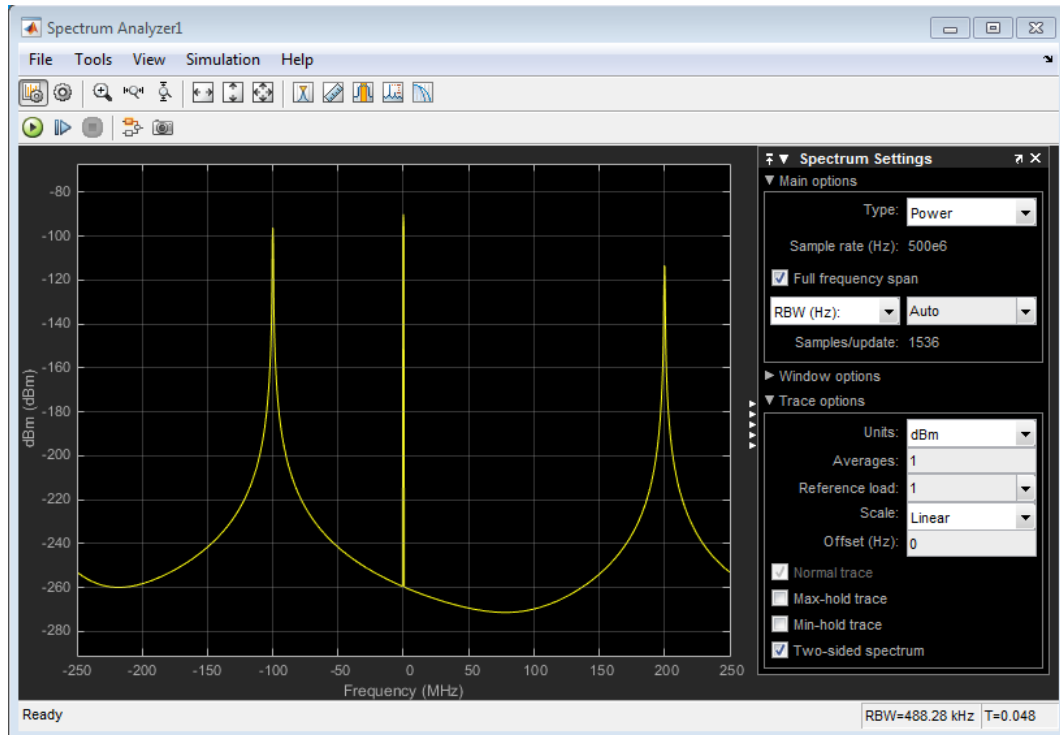 Spectrum Analyzer1
File Tools View Simulation Help
Spectrum Settings
Main options
Type: Power
Sample rate (Hz): 500e6
Full frequency span
RBW (Hz): Auto
Samples/update: 1536
Window options
Trace options
Units: dBm
Averages: 1
Reference load: 1
Scale: Linear
Offset (Hz): 0
Normal trace
Max-hold trace
Min-hold trace
Two-sided spectrum
dBm (dBm)
-80
-100
-120
-140
-160
-180
-200
-220
-240
-260
-280
-250 -200 -150 -100 -50 0 50 100 150 200 250
Frequency (MHz)
Ready RBW=488.28 kHz T=0.048